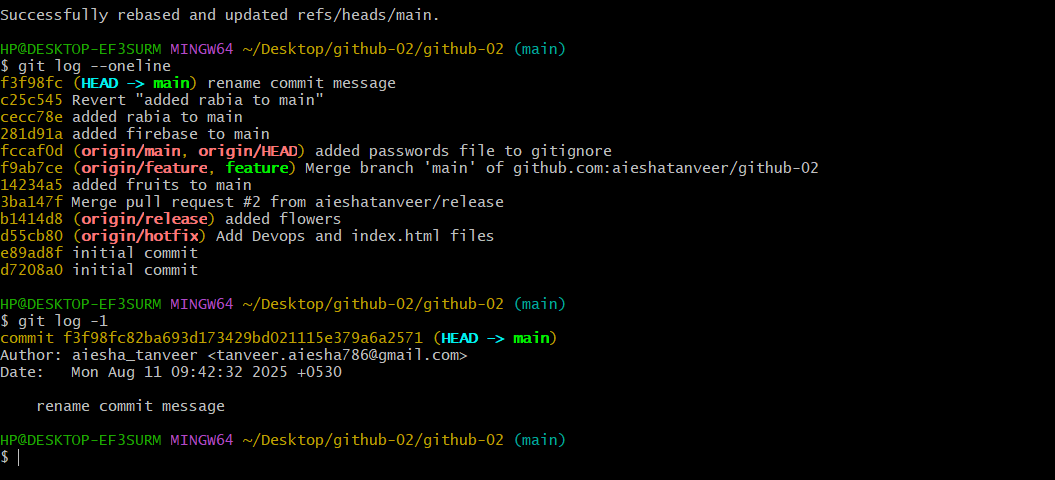 Successfully rebased and updated refs/heads/main.
HP@DESKTOP-EF3SURM MINGW64 ~/Desktop/github-02/github-02 (main)
$ git log --oneline
f3f98fc (HEAD -> main) rename commit message
c25c545 Revert "added rabia to main"
cecc78e added rabia to main
281d91a added firebase to main
fccaf0d (origin/main, origin/HEAD) added passwords file to gitignore
f9ab7ce (origin/feature, feature) Merge branch 'main' of github.com:aieshatanveer/github-02
14234a5 added fruits to main
3ba147f Merge pull request #2 from aieshatanveer/release
b1414d8 (origin/release) added flowers
d55cb80 (origin/hotfix) Add Devops and index.html files
e89ad8f initial commit
d7208a0 initial commit
HP@DESKTOP-EF3SURM MINGW64 ~/Desktop/github-02/github-02 (main)
$ git log -1
commit f3f98fc82ba693d173429bd021115e379a6a2571 (HEAD -> main)
Author: aiesha_tanveer <tanveer.aiesha786@gmail.com>
Date:   Mon Aug 11 09:42:32 2025 +0530
    rename commit message
HP@DESKTOP-EF3SURM MINGW64 ~/Desktop/github-02/github-02 (main)
$